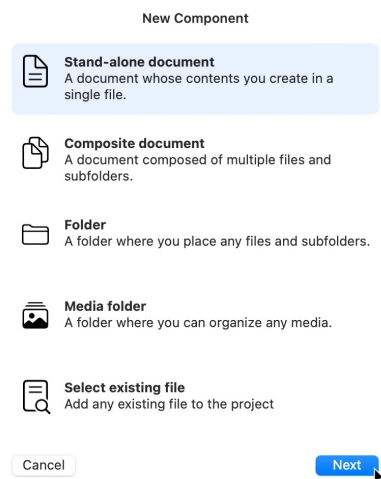 New Component
Stand-alone document
A document whose contents you create in a
single file.
Composite document
A document composed of multiple files and
subfolders.
Folder
A folder where you place any files and subfolders.
Media folder
A folder where you can organize any media.
Select existing file
Add any existing file to the project
Cancel
Next